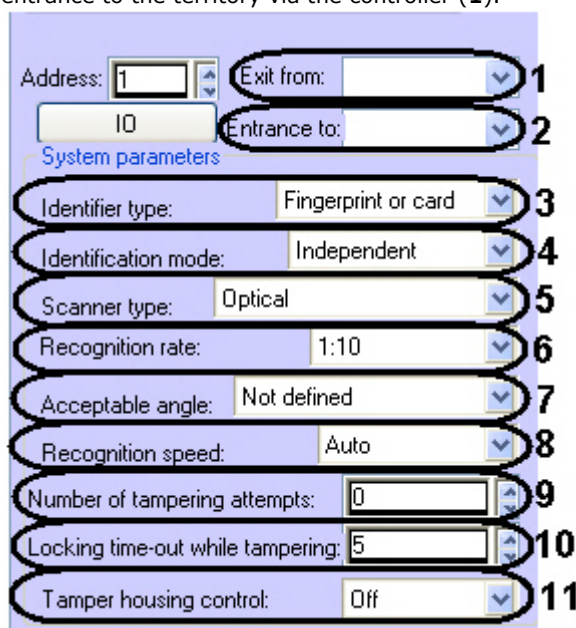 entrance to the territory via the controller (1).
Address: 1 Exit from: 1
IO Entrance to: 2
System parameters
Identifier type: Fingerprint or card 3
Identification mode: Independent 4
Scanner type: Optical 5
Recognition rate: 1:10 6
Acceptable angle: Not defined 7
Recognition speed: Auto 8
Number of tampering attempts: 0 9
Locking time-out while tampering: 5 10
Tamper housing control: Off 11